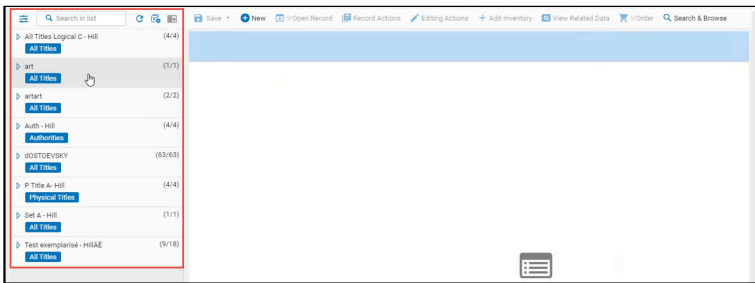 Search in list
Save New Open Record Record Actions Editing Actions + Add Inventory View Related Data Order Search & Browse
All Titles Logical C - Hill (4/4)
All Titles
art (1/1)
All Titles
artart (2/2)
All Titles
Auth - Hill (4/4)
Authorities
dOSTOEVSKY (63/63)
All Titles
P Title A- Hill (4/4)
Physical Titles
Set A - Hill (1/1)
All Titles
Test exemplarisé - HillÄË (9/18)
All Titles